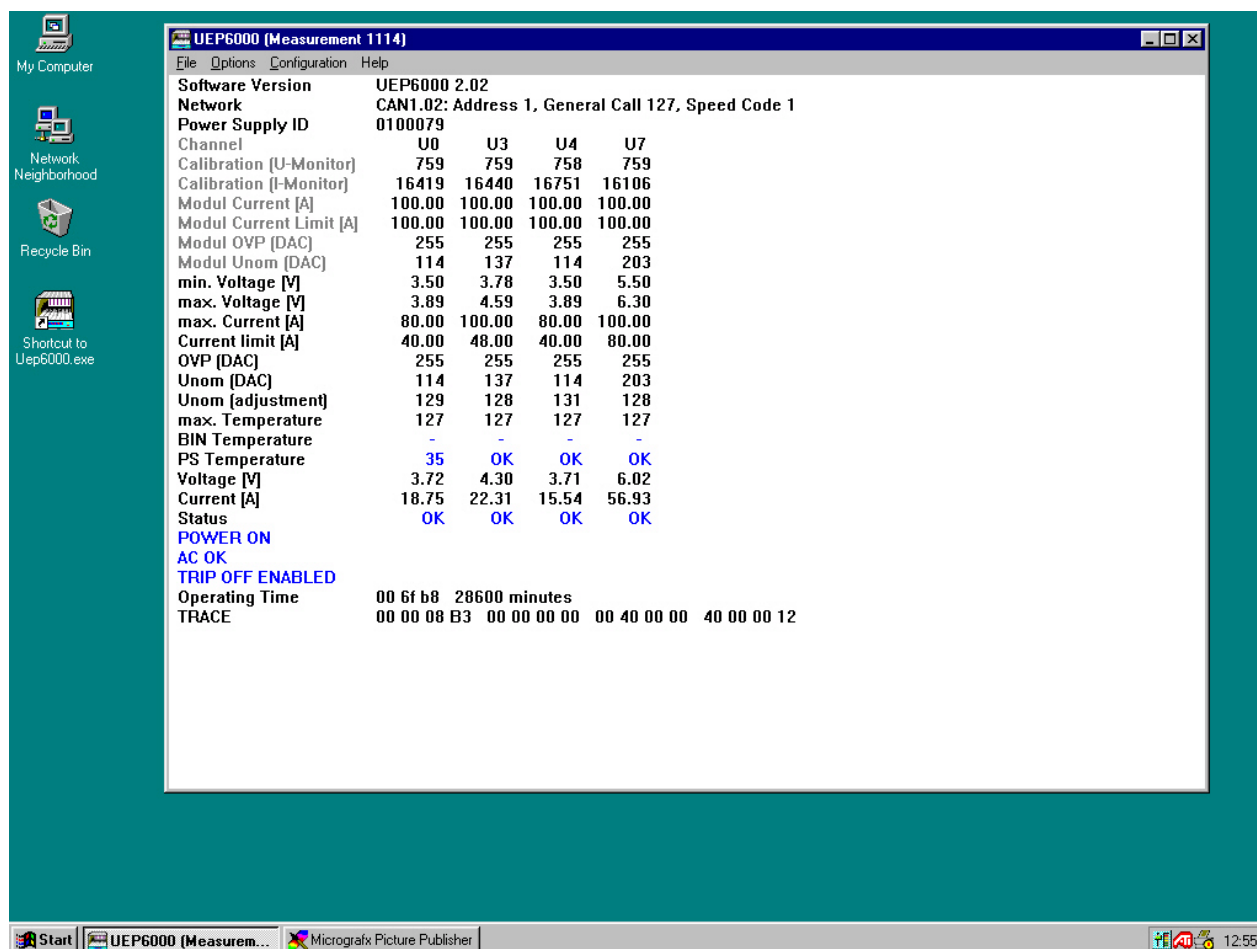 My Computer
Network
Neighborhood
Recycle Bin
Shortcut to
Uep6000.exe
UEP6000 (Measurement 1114)
File Options Configuration Help
Software Version UEP6000 2.02
Network CAN1.02: Address 1, General Call 127, Speed Code 1
Power Supply ID 0100079
Channel U0 U3 U4 U7
Calibration (U-Monitor) 759 759 758 759
Calibration (I-Monitor) 16419 16440 16751 16106
Modul Current [A] 100.00 100.00 100.00 100.00
Modul Current Limit [A] 100.00 100.00 100.00 100.00
Modul OVP (DAC) 255 255 255 255
Modul Unom (DAC) 114 137 114 203
min. Voltage [V] 3.50 3.78 3.50 5.50
max. Voltage [V] 3.89 4.59 3.89 6.30
max. Current [A] 80.00 100.00 80.00 100.00
Current limit [A] 40.00 48.00 40.00 80.00
OVP (DAC) 255 255 255 255
Unom (DAC) 114 137 114 203
Unom (adjustment) 129 128 131 128
max. Temperature 127 127 127 127
BIN Temperature - - - -
PS Temperature 35 OK OK OK
Voltage [V] 3.72 4.30 3.71 6.02
Current [A] 18.75 22.31 15.54 56.93
Status OK OK OK OK
POWER ON
AC OK
TRIP OFF ENABLED
Operating Time 00 6f b8 28600 minutes
TRACE 00 00 08 B3 00 00 00 00 00 40 00 00 40 00 00 12
Start UEP6000 (Measurem... Micrografx Picture Publisher 12:55